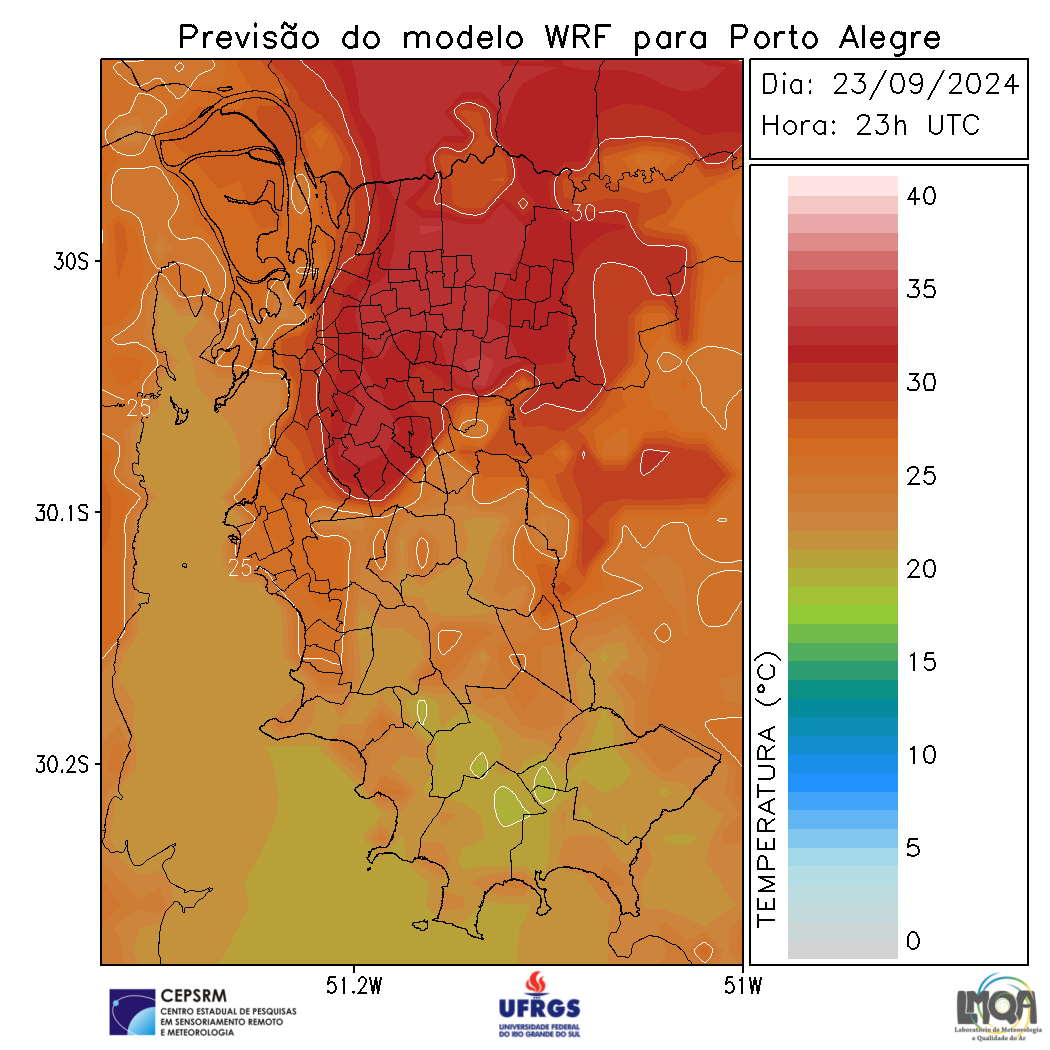 Previsão do modelo WRF para Porto Alegre
Dia: 23/09/2024
Hora: 23h UTC
30S
30.1S
30.2S
51.2W
51W
30
25
25
TEMPERATURA (°C)
40
35
30
25
20
15
10
5
0
CEPSRM
CENTRO ESTADUAL DE PESQUISAS
EM SENSORIAMENTO REMOTO
E METEOROLOGIA
UFRGS
UNIVERSIDADE FEDERAL
DO RIO GRANDE DO SUL
LMQA
Laboratório de Meteorologia
e Qualidade do Ar